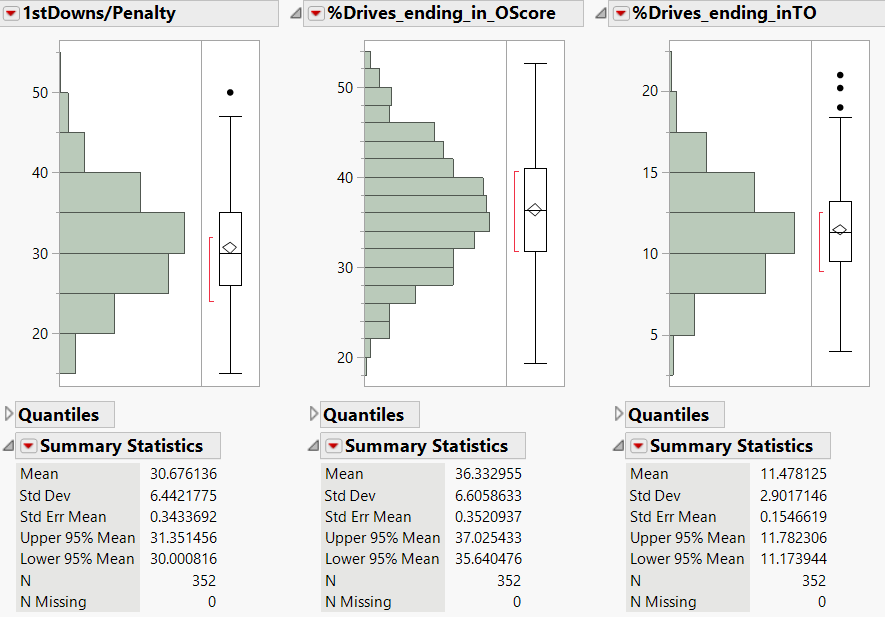 1stDowns/Penalty
50
40
30
20
Quantiles
Summary Statistics
Mean 30.676136
Std Dev 6.4421775
Std Err Mean 0.3433692
Upper 95% Mean 31.351456
Lower 95% Mean 30.000816
N 352
N Missing 0
%Drives_ending_in_OScore
50
40
30
20
Quantiles
Summary Statistics
Mean 36.332955
Std Dev 6.6058633
Std Err Mean 0.3520937
Upper 95% Mean 37.025433
Lower 95% Mean 35.640476
N 352
N Missing 0
%Drives_ending_inTO
20
15
10
5
Quantiles
Summary Statistics
Mean 11.478125
Std Dev 2.9017146
Std Err Mean 0.1546619
Upper 95% Mean 11.782306
Lower 95% Mean 11.173944
N 352
N Missing 0